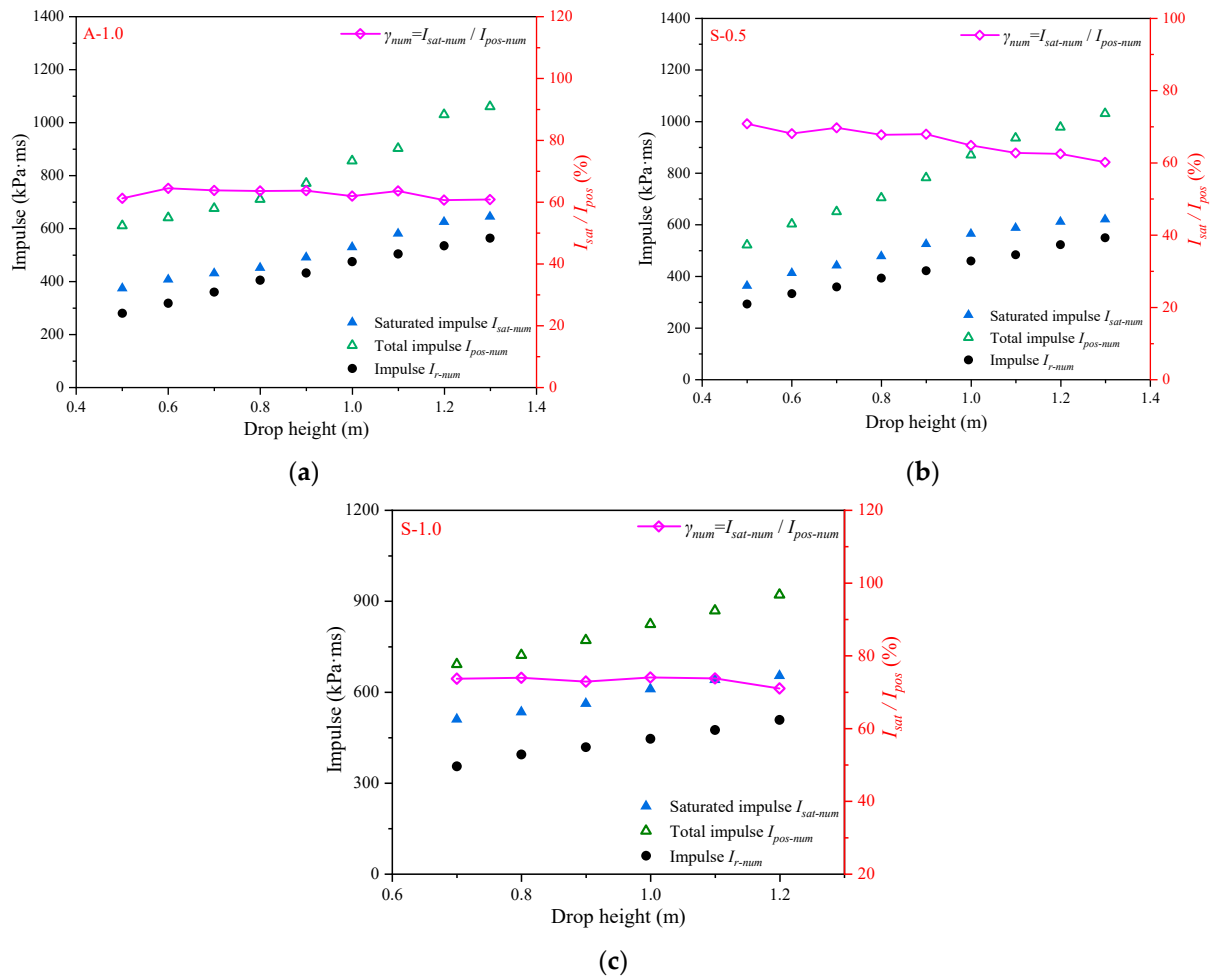 A-1.0
γnum=Isat-num / Ipos-num
Impulse (kPa·ms)
1400
1200
1000
800
600
400
200
0
0.4 0.6 0.8 1.0 1.2 1.4
Drop height (m)
120
100
80
60
40
20
0
Isat / Ipos (%)
Saturated impulse Isat-num
Total impulse Ipos-num
Impulse Ir-num
(a)
S-0.5
γnum=Isat-num / Ipos-num
Impulse (kPa·ms)
1400
1200
1000
800
600
400
200
0
0.4 0.6 0.8 1.0 1.2 1.4
Drop height (m)
100
80
60
40
20
0
Isat / Ipos (%)
Saturated impulse Isat-num
Total impulse Ipos-num
Impulse Ir-num
(b)
S-1.0
γnum=Isat-num / Ipos-num
Impulse (kPa·ms)
1200
900
600
300
0
0.6 0.8 1.0 1.2
Drop height (m)
120
100
80
60
40
20
Isat / Ipos (%)
Saturated impulse Isat-num
Total impulse Ipos-num
Impulse Ir-num
(c)